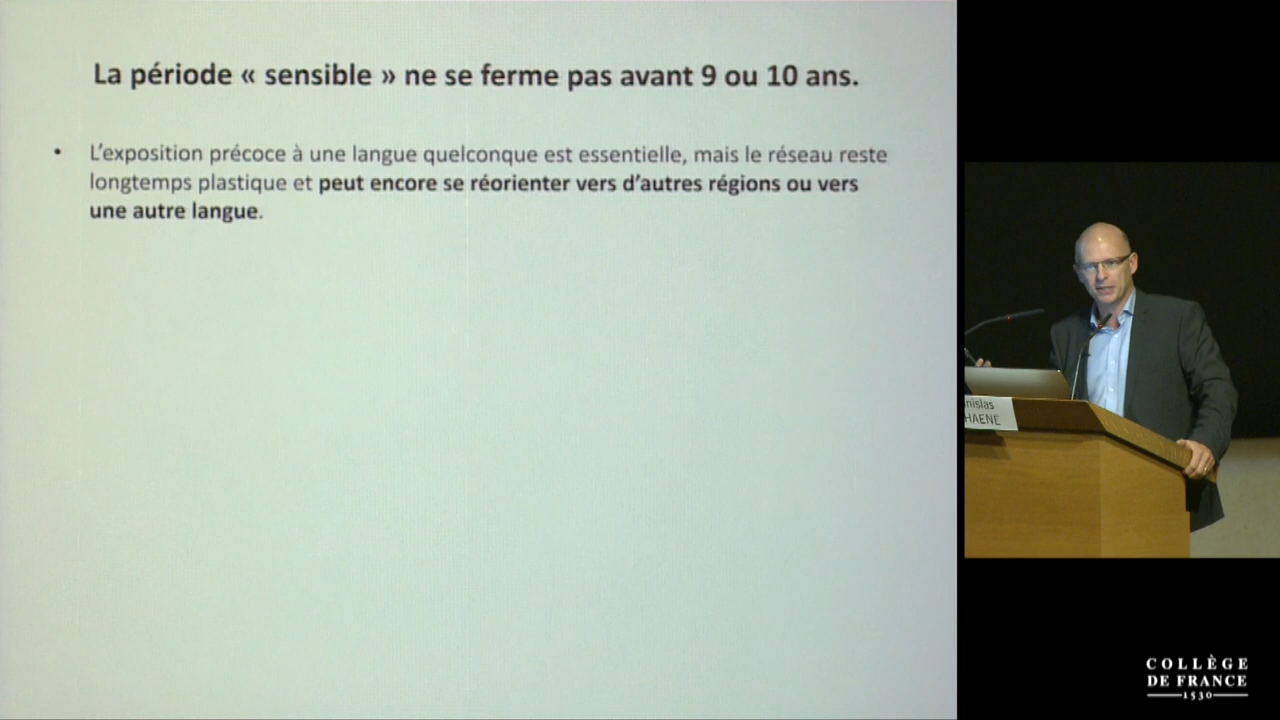 La période « sensible » ne se ferme pas avant 9 ou 10 ans.
• L'exposition précoce à une langue quelconque est essentielle, mais le réseau reste
longtemps plastique et peut encore se réorienter vers d'autres régions ou vers
une autre langue.
nislas
HAENE
COLLÈGE
DE FRANCE
1530